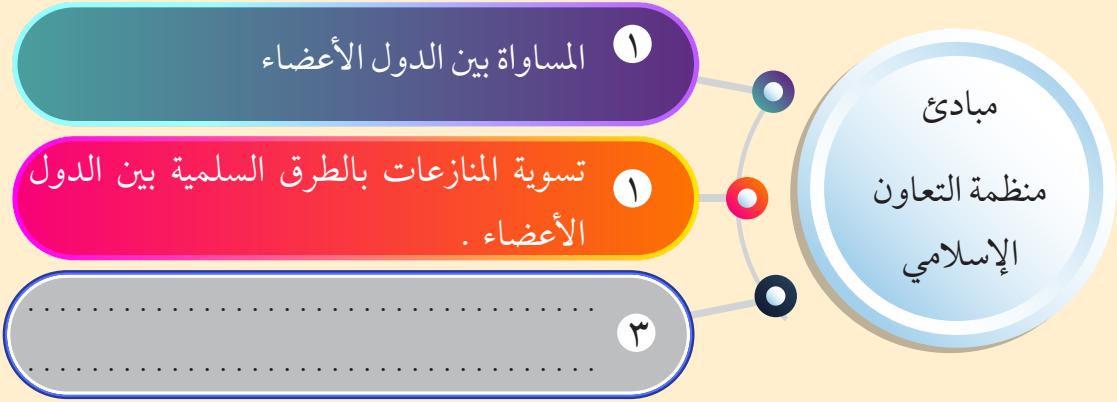 مبادئ
منظمة التعاون
الإسلامي
١
المساواة بين الدول الأعضاء
١
تسوية المنازعات بالطرق السلمية بين الدول
الأعضاء .
٣
......................................
......................................